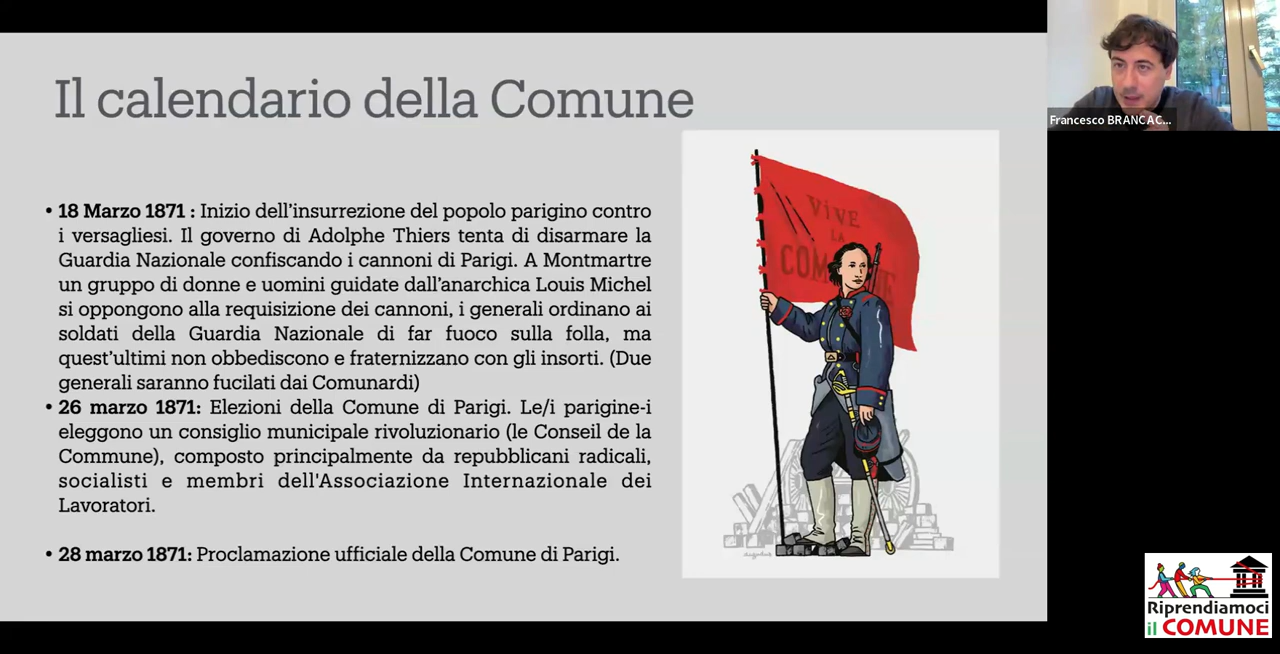 Il calendario della Comune
• 18 Marzo 1871 : Inizio dell'insurrezione del popolo parigino contro
i versagliesi. Il governo di Adolphe Thiers tenta di disarmare la
Guardia Nazionale confiscando i cannoni di Parigi. A Montmartre
un gruppo di donne e uomini guidate dall'anarchica Louis Michel
si oppongono alla requisizione dei cannoni, i generali ordinano ai
soldati della Guardia Nazionale di far fuoco sulla folla, ma
quest'ultimi non obbediscono e fraternizzano con gli insorti. (Due
generali saranno fucilati dai Comunardi)
• 26 marzo 1871: Elezioni della Comune di Parigi. Le/i parigine-i
eleggono un consiglio municipale rivoluzionario (le Conseil de la
Commune), composto principalmente da repubblicani radicali,
socialisti e membri dell'Associazione Internazionale dei
Lavoratori.
• 28 marzo 1871: Proclamazione ufficiale della Comune di Parigi.
VIVE
LA
COM
E
Francesco BRANCAC...
Riprendiamoci
il COMUNE